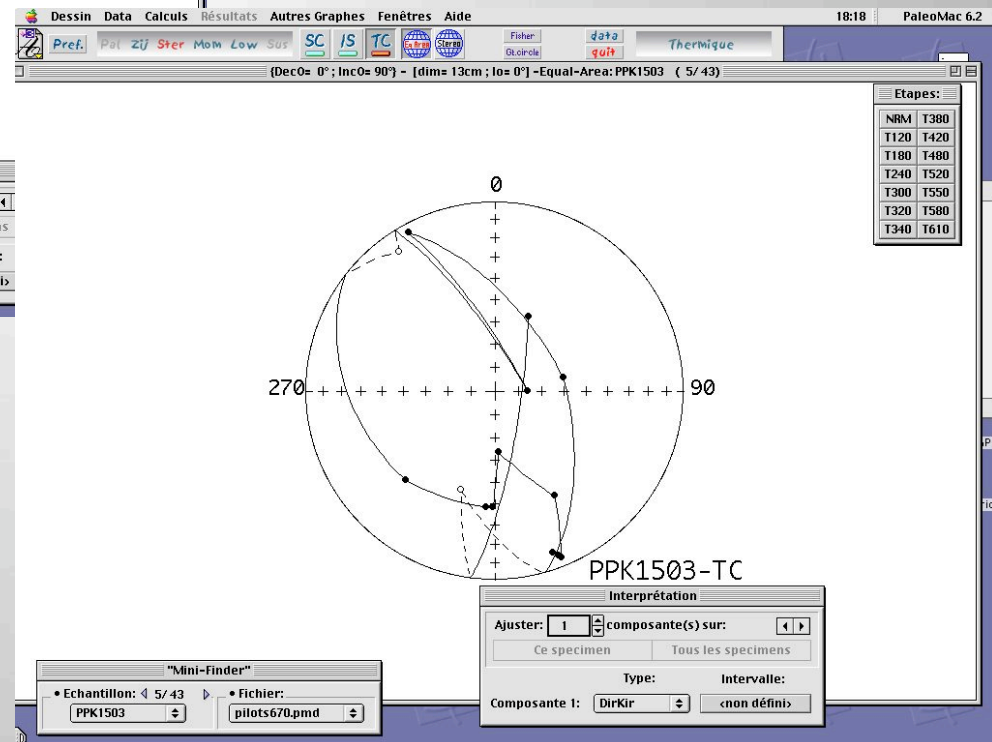 Dessin Data Calculs Résultats Autres Graphes Fenêtres Aide 18:18 PaleoMac 6.2
Pref. Pal Zij Ster Mom Low Sus SC IS TC Eq Area Stereo Fisher Gt.circle data quit Thermique
{Dec0= 0° ; Inc0= 90°} - [dim= 13cm ; lo= 0°] -Equal-Area: PPK1503 ( 5/ 43)
Etapes:
NRM T380
T120 T420
T180 T480
T240 T520
T300 T550
T320 T580
T340 T610
0
270
90
PPK1503-TC
Interprétation
Ajuster: 1 composante(s) sur:
Ce specimen Tous les specimens
Type: Intervalle:
Composante 1: DirKir <non défini>
"Mini-Finder"
• Echantillon: 5/ 43 • Fichier:
PPK1503 pilots670.pmd